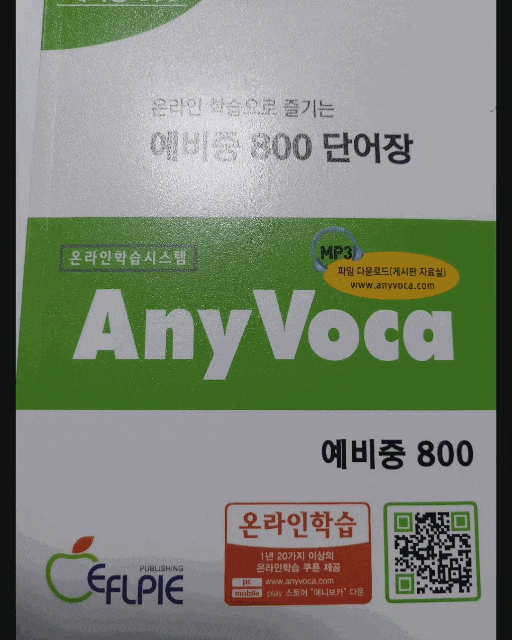 온라인 학습으로 즐기는
예비중 800 단어장
온라인학습시스템
MP3
파일 다운로드(게시판 자료실)
www.anyvoca.com
AnyVoca
예비중 800
온라인학습
1년 20가지 이상의
온라인학습 쿠폰 제공
pc www.anyvoca.com
mobile play 스토어 "애니보카" 다운
PUBLISHING
EFLPIE